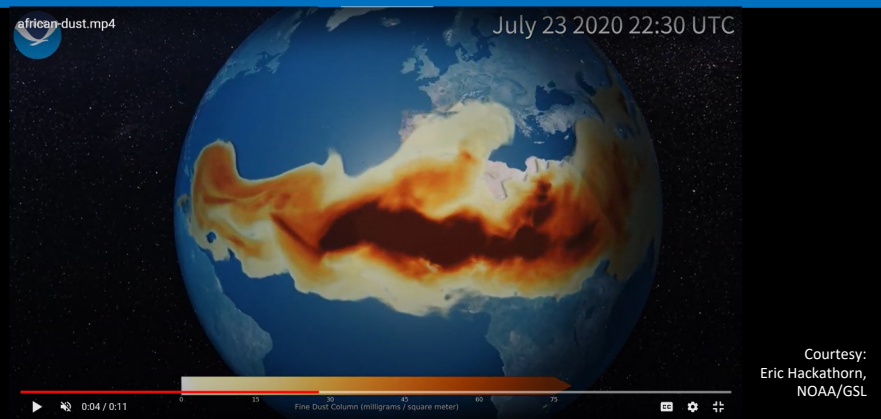 african-dust.mp4
July 23 2020 22:30 UTC
Courtesy:
Eric Hackathorn,
NOAA/GSL
0 15 30 45 60 75
Fine Dust Column (milligrams / square meter)
0:04 / 0:11
CC